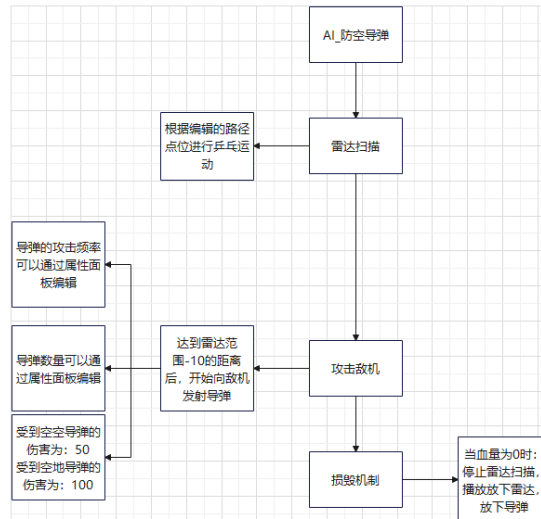 AI_防空导弹
根据编辑的路径
点位进行乒乓运
动
雷达扫描
导弹的攻击频率
可以通过属性面
板编辑
达到雷达范
围-10的距离
后，开始向敌机
发射导弹
导弹数量可以通
过属性面板编辑
攻击敌机
受到空空导弹的
伤害为：50
受到空地导弹的
伤害为：100
损毁机制
当血量为0时：
停止雷达扫描，
播放放下雷达，
放下导弹